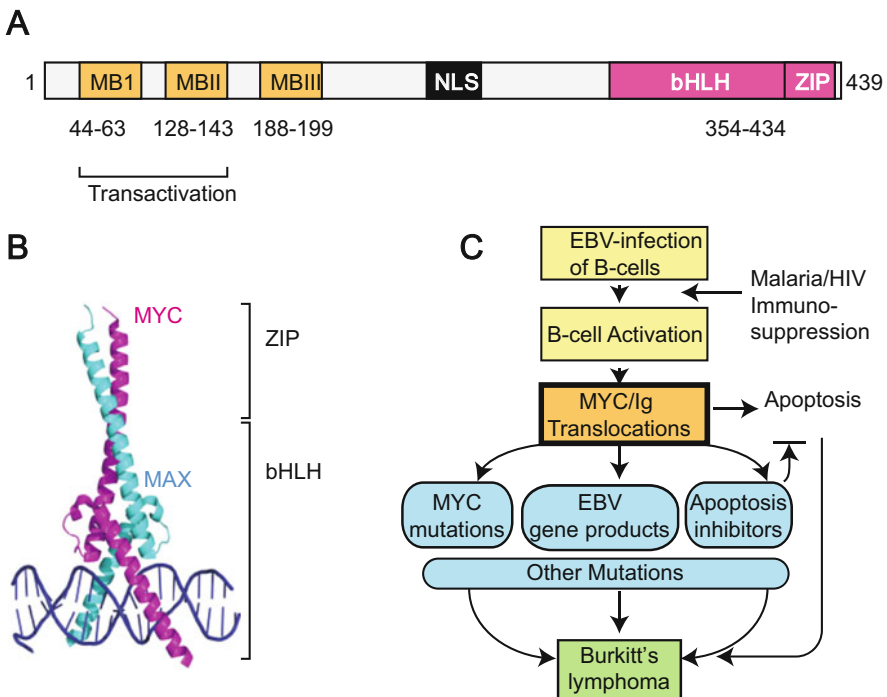 A
1 MB1 MBII MBIII NLS bHLH ZIP 439
44-63 128-143 188-199 354-434
Transactivation
B
MYC
ZIP
MAX
bHLH
C
EBV-infection
of B-cells
Malaria/HIV
Immuno-
suppression
B-cell Activation
MYC/Ig
Translocations
Apoptosis
MYC
mutations
EBV
gene products
Apoptosis
inhibitors
Other Mutations
Burkitt's
lymphoma